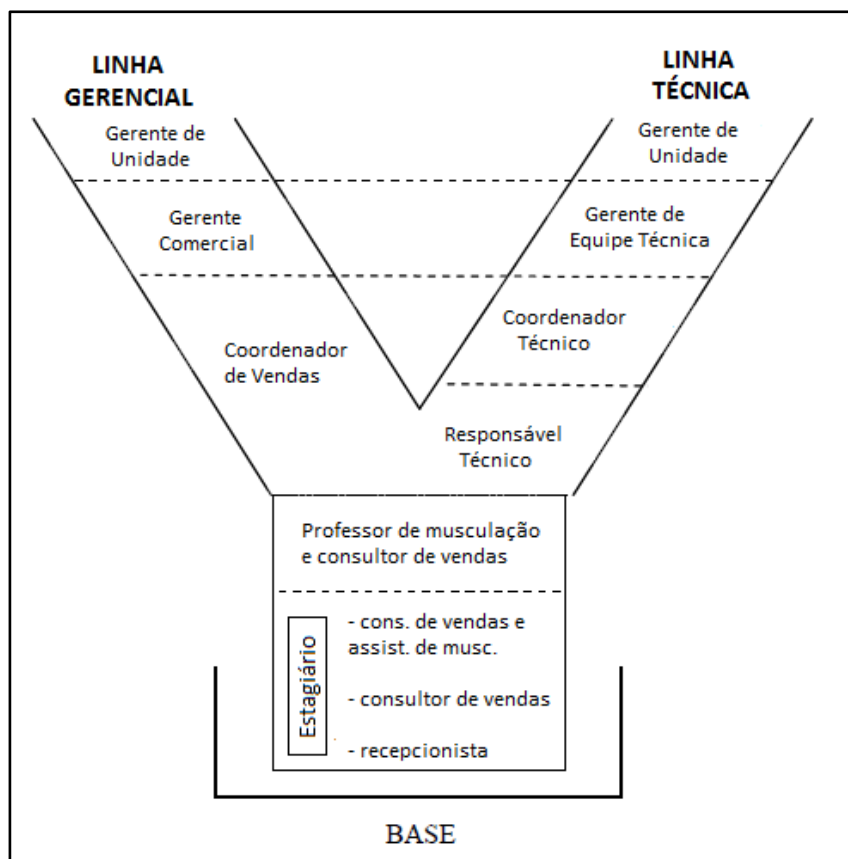 LINHA
GERENCIAL
Gerente de
Unidade
Gerente
Comercial
Coordenador
de Vendas
LINHA
TÉCNICA
Gerente de
Unidade
Gerente de
Equipe Técnica
Coordenador
Técnico
Responsável
Técnico
Professor de musculação
e consultor de vendas
Estagiário
- cons. de vendas e
assist. de musc.
- consultor de vendas
- recepcionista
BASE